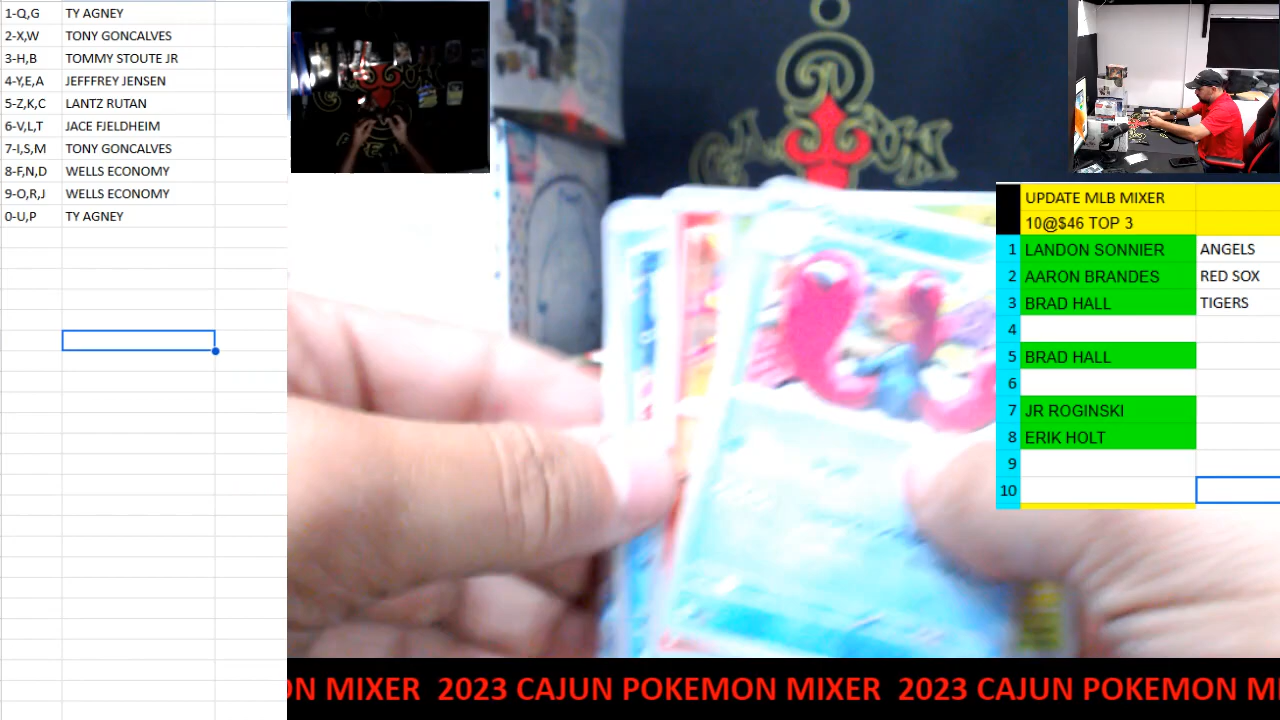 1-Q,G TY AGNEY
2-X,W TONY GONCALVES
3-H,B TOMMY STOUTE JR
4-Y,E,A JEFFFREY JENSEN
5-Z,K,C LANTZ RUTAN
6-V,L,T JACE FJELDHEIM
7-I,S,M TONY GONCALVES
8-F,N,D WELLS ECONOMY
9-O,R,J WELLS ECONOMY
0-U,P TY AGNEY
UPDATE MLB MIXER
10@$46 TOP 3
1 LANDON SONNIER ANGELS
2 AARON BRANDES RED SOX
3 BRAD HALL TIGERS
4
5 BRAD HALL
6
7 JR ROGINSKI
8 ERIK HOLT
9
10
ON MIXER 2023 CAJUN POKEMON MIXER 2023 CAJUN POKEMON MI